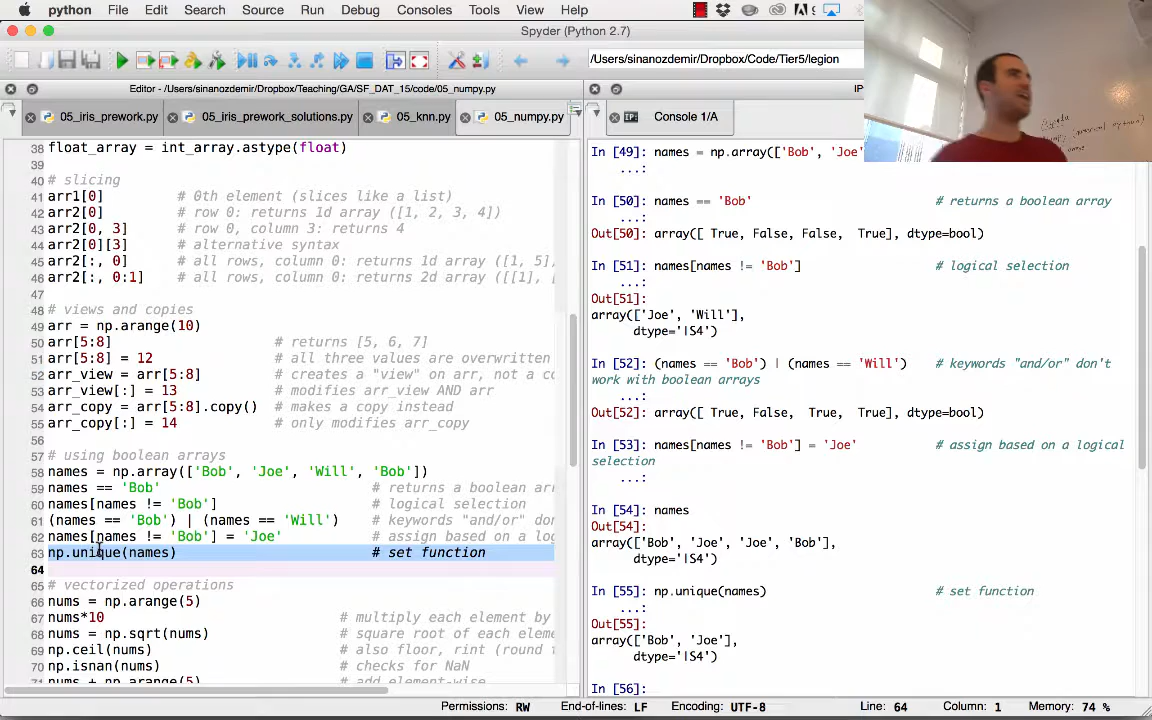 python File Edit Search Source Run Debug Consoles Tools View Help
Spyder (Python 2.7)
/Users/sinanozdemir/Dropbox/Code/Tier5/legion
Editor - /Users/sinanozdemir/Dropbox/Teaching/GA/SF_DAT_15/code/05_numpy.py
05_iris_prework.py 05_iris_prework_solutions.py 05_knn.py 05_numpy.py
38 float_array = int_array.astype(float)
39
40 # slicing
41 arr1[0] # 0th element (slices like a list)
42 arr2[0] # row 0: returns 1d array ([1, 2, 3, 4])
43 arr2[0, 3] # row 0, column 3: returns 4
44 arr2[0][3] # alternative syntax
45 arr2[:, 0] # all rows, column 0: returns 1d array ([1, 5],
46 arr2[:, 0:1] # all rows, column 0: returns 2d array ([[1], [
47
48 # views and copies
49 arr = np.arange(10)
50 arr[5:8] # returns [5, 6, 7]
51 arr[5:8] = 12 # all three values are overwritten
52 arr_view = arr[5:8] # creates a "view" on arr, not a co
53 arr_view[:] = 13 # modifies arr_view AND arr
54 arr_copy = arr[5:8].copy() # makes a copy instead
55 arr_copy[:] = 14 # only modifies arr_copy
56
57 # using boolean arrays
58 names = np.array(['Bob', 'Joe', 'Will', 'Bob'])
59 names == 'Bob' # returns a boolean arr
60 names[names != 'Bob'] # logical selection
61 (names == 'Bob') | (names == 'Will') # keywords "and/or" don
62 names[names != 'Bob'] = 'Joe' # assign based on a log
63 np.unique(names) # set function
64
65 # vectorized operations
66 nums = np.arange(5)
67 nums*10 # multiply each element by
68 nums = np.sqrt(nums) # square root of each eleme
69 np.ceil(nums) # also floor, rint (round t
70 np.isnan(nums) # checks for NaN
71 nums + np.arange(5) # add element-wise
Console 1/A
In [49]: names = np.array(['Bob', 'Joe'
...:
In [50]: names == 'Bob' # returns a boolean array
...:
Out[50]: array([ True, False, False, True], dtype=bool)
In [51]: names[names != 'Bob'] # logical selection
...:
Out[51]:
array(['Joe', 'Will'],
dtype='|S4')
In [52]: (names == 'Bob') | (names == 'Will') # keywords "and/or" don't
work with boolean arrays
...:
Out[52]: array([ True, False, True, True], dtype=bool)
In [53]: names[names != 'Bob'] = 'Joe' # assign based on a logical
selection
...:
In [54]: names
Out[54]:
array(['Bob', 'Joe', 'Joe', 'Bob'],
dtype='|S4')
In [55]: np.unique(names) # set function
...:
Out[55]:
array(['Bob', 'Joe'],
dtype='|S4')
In [56]:
Permissions: RW End-of-lines: LF Encoding: UTF-8 Line: 64 Column: 1 Memory: 74 %